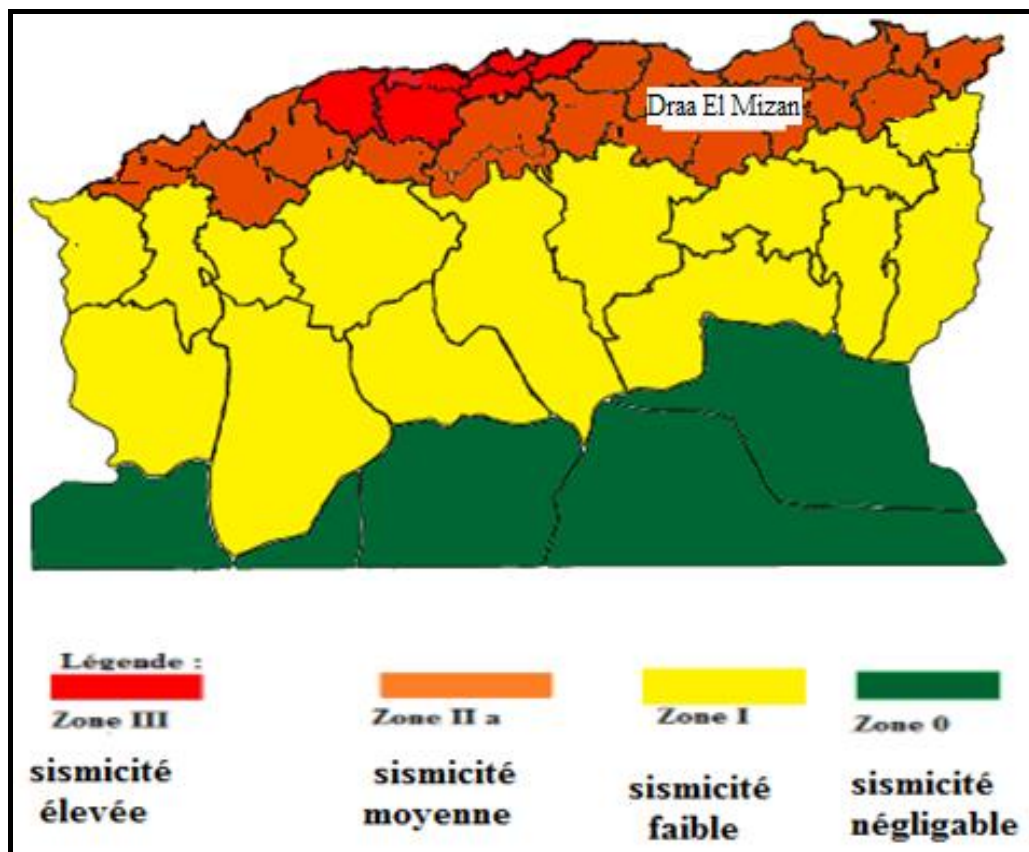 Draa El Mizan
Légende :
Zone III
sismicité
élevée
Zone II a
sismicité
moyenne
Zone I
sismicité
faible
Zone 0
sismicité
négligable